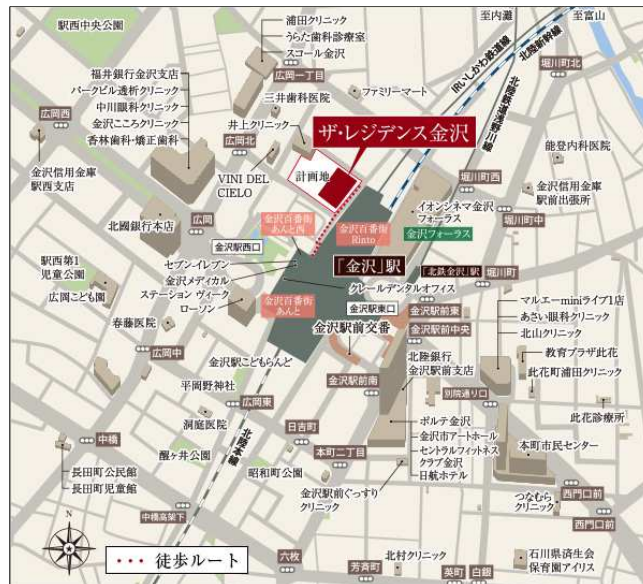 駅西中央公園
浦田クリニック
うらた歯科診療室
スコール金沢
至内灘
至富山
IRいしかわ鉄道線
北陸新幹線
北陸鉄道浅野川線
堀川町北
福井銀行金沢支店
パークビル透析クリニック
中川眼科クリニック
金沢こころクリニック
香林歯科・矯正歯科
広岡一丁目
三井歯科医院
ファミリーマート
広岡西
井上クリニック
広岡北
ザ・レジデンス金沢
能登内科医院
金沢信用金庫
駅西支店
VINI DEL
CIELO
計画地
堀川町西
イオンシネマ金沢
フォーラス
金沢信用金庫
駅前出張所
北國銀行本店
広岡
金沢百番街
あんと西
金沢百番街
Rinto
金沢フォーラス
堀川町中
金沢駅西口
駅西第1
児童公園
セブン-イレブン
金沢メディカル
ステーション ヴィーク
ローソン
「金沢」駅
「北鉄金沢」駅
堀川町
クレールデンタルオフィス
広岡こども園
金沢百番街
あんと
金沢駅東口
マルエーmini ライブ1店
あさい眼科クリニック
北山クリニック
春藤医院
金沢駅前交番
金沢駅前東
金沢駅前中央
広岡中
金沢駅こどもらんど
北陸銀行
金沢駅前支店
教育プラザ此花
此花町浦田クリニック
平岡野神社
金沢駅前南
別院通り口
広岡東
洞庭医院
日吉町
ポルテ金沢
金沢市アートホール
セントラルフィットネス
クラブ金沢
日航ホテル
此花診療所
中橋
北陸本線
本町二丁目
本町市民センター
醒ヶ井公園
長田町公民館
長田町児童館
昭和町公園
金沢駅前ぐっすり
クリニック
つなむら
クリニック
西門口前
西門口前
中橋高架下
N
徒歩ルート
六枚
芳斉町
北村クリニック
英町
白銀
石川県済生会
保育園アイリス